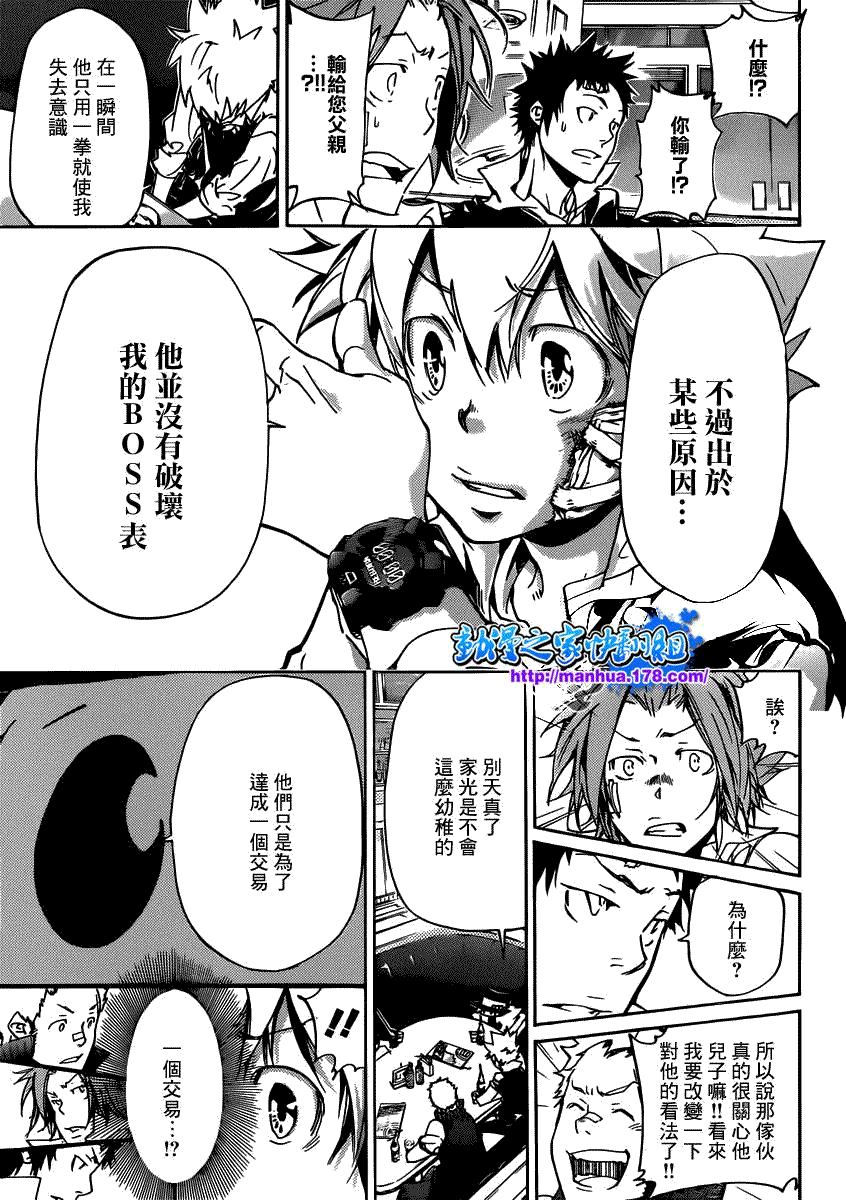 什麼!?
你輸了!?
輸給您父親
…?!!
在一瞬間
他只用一拳就使我
失去意識
不過出於
某些原因…
他並沒有破壞
我的BOSS表
動漫之家快翻組
http://manhua.178.com/
誒?
為什麼?
所以說那傢伙
真的很關心他
兒子嘛!!看來
我要改變一下
對他的看法了!!
別天真了
家光是不會
這麼幼稚的
他們只是為了
達成一個交易
!!
一個交易…!?